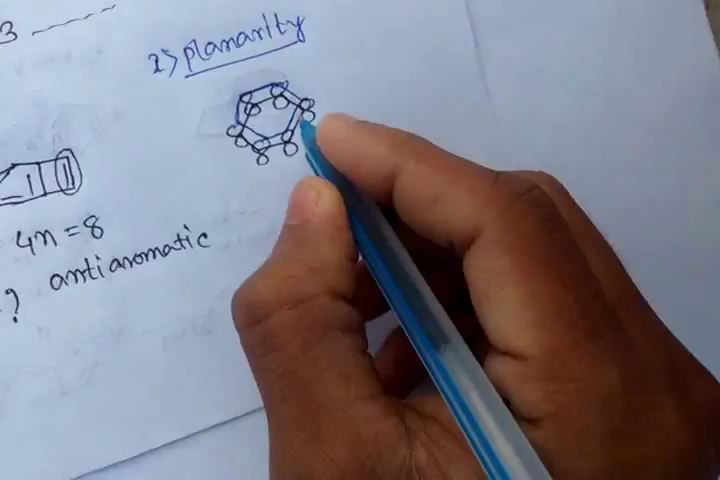 3
2) planarity
4n = 8
? antiaromatic